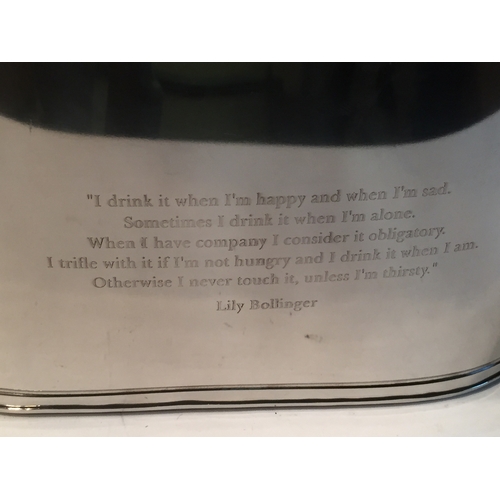 "I drink it when I'm happy and when I'm sad.
Sometimes I drink it when I'm alone.
When I have company I consider it obligatory.
I trifle with it if I'm not hungry and I drink it when I am.
Otherwise I never touch it, unless I'm thirsty."
Lily Bollinger